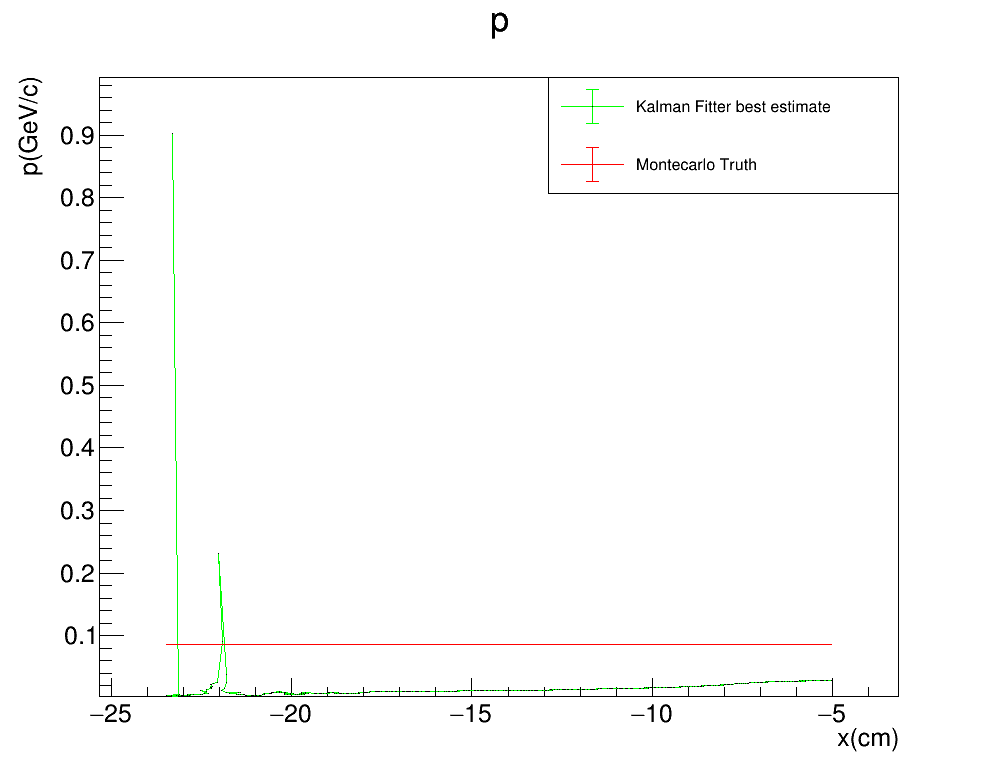 p
p(GeV/c)
0.9
0.8
0.7
0.6
0.5
0.4
0.3
0.2
0.1
Kalman Fitter best estimate
Montecarlo Truth
−25 −20 −15 −10 −5
x(cm)